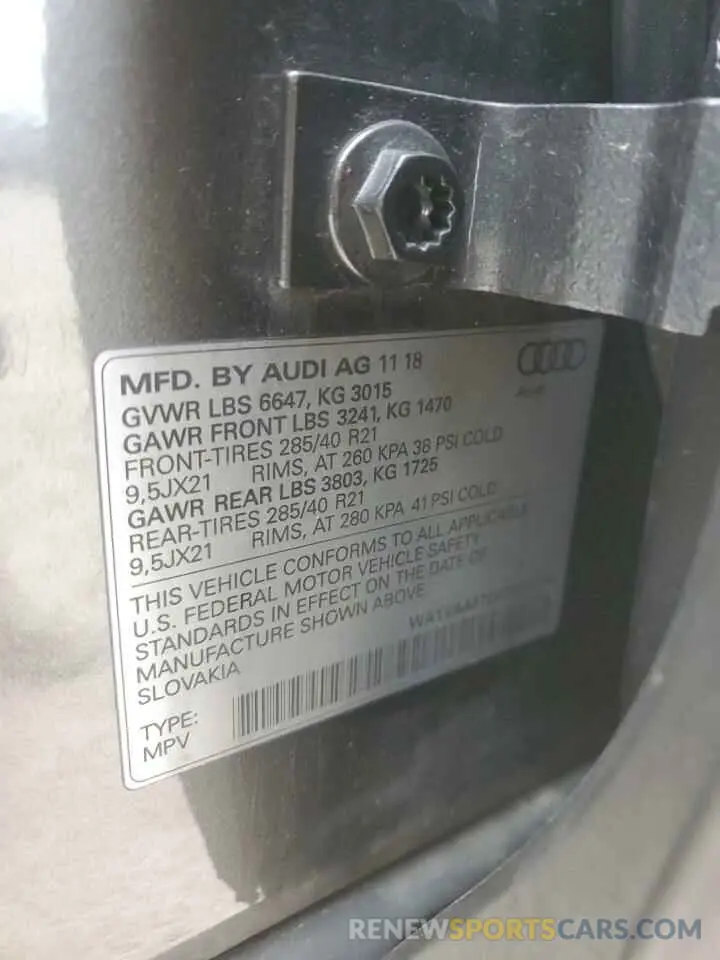 MFD. BY AUDI AG 11 18
GVWR LBS 6647, KG 3015
GAWR FRONT LBS 3241, KG 1470
FRONT-TIRES 285/40 R21
9,5JX21 RIMS, AT 260 KPA 38 PSI COLD
GAWR REAR LBS 3803, KG 1725
REAR-TIRES 285/40 R21
9,5JX21 RIMS, AT 280 KPA 41 PSI COLD
THIS VEHICLE CONFORMS TO ALL APPLICABLE
U.S. FEDERAL MOTOR VEHICLE SAFETY
STANDARDS IN EFFECT ON THE DATE OF
MANUFACTURE SHOWN ABOVE
SLOVAKIA
TYPE:
MPV
RENEWSPORTSCARS.COM